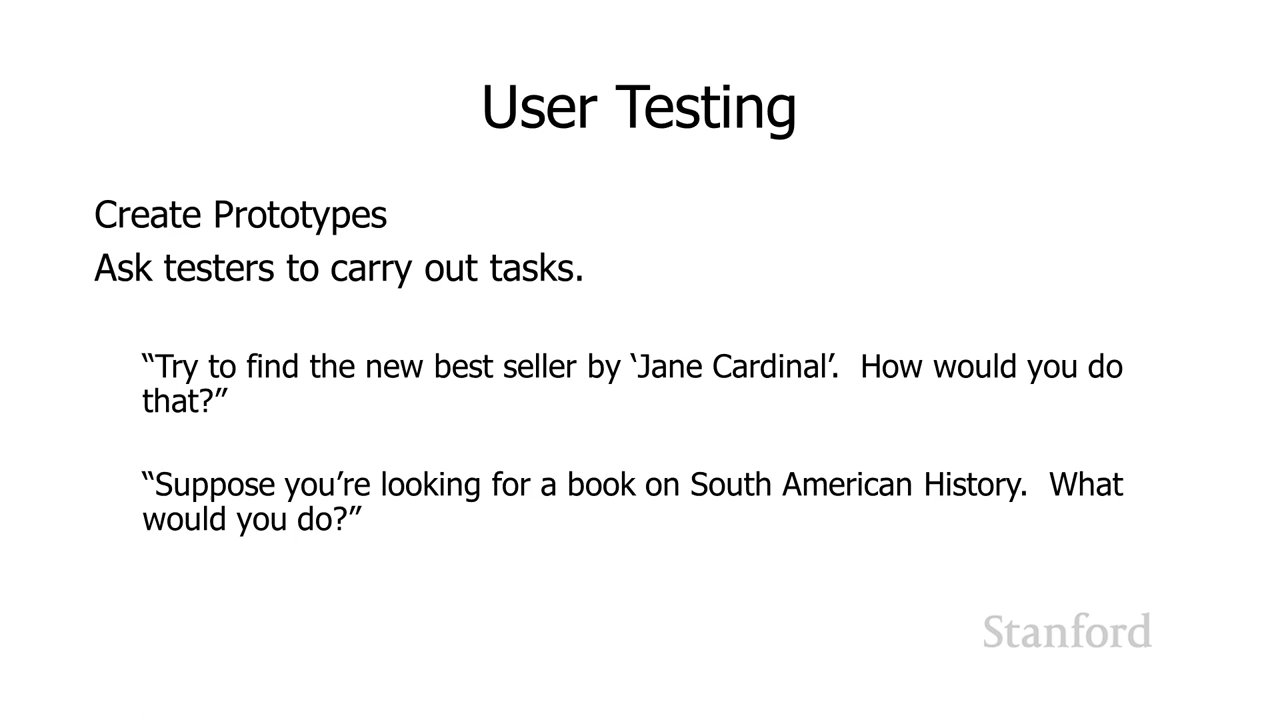 User Testing
Create Prototypes
Ask testers to carry out tasks.
“Try to find the new best seller by ‘Jane Cardinal’.  How would you do
that?”
“Suppose you’re looking for a book on South American History.  What
would you do?”
Stanford